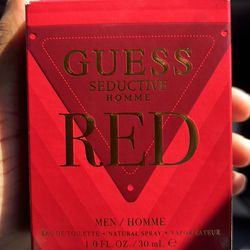 GUESS
SEDUCTIVE
HOMME
RED
MEN / HOMME
EAU DE TOILETTE • NATURAL SPRAY • VAPORISATEUR
1.0 FL. OZ. / 30 mL ℮